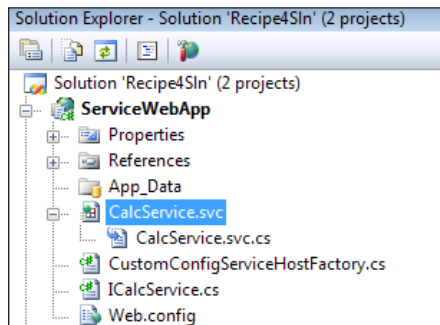 Solution Explorer - Solution 'Recipe4Sln' (2 projects)
Solution 'Recipe4Sln' (2 projects)
ServiceWebApp
Properties
References
App_Data
CalcService.svc
CalcService.svc.cs
CustomConfigServiceHostFactory.cs
ICalcService.cs
Web.config